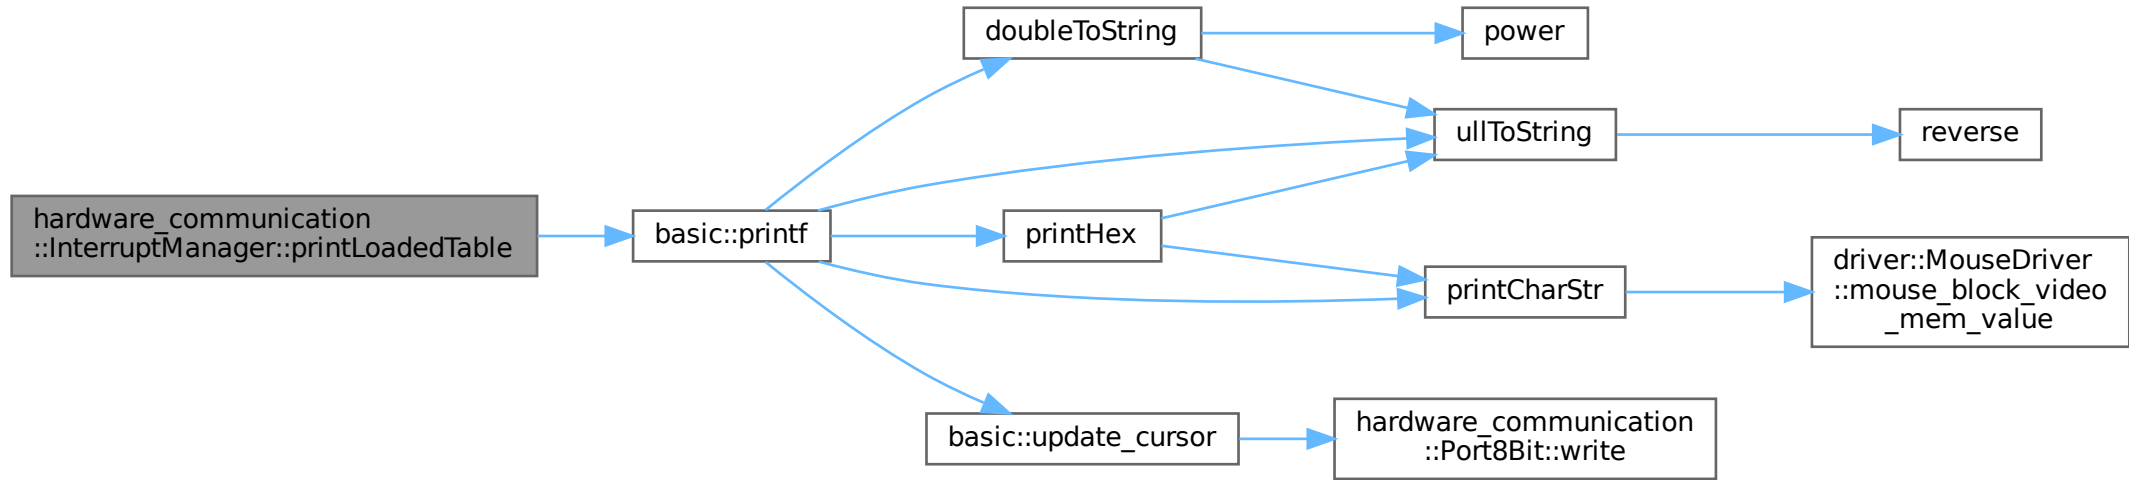 hardware_communication
::InterruptManager::printLoadedTable
basic::printf
doubleToString
power
ullToString
reverse
printHex
printCharStr
driver::MouseDriver
::mouse_block_video
_mem_value
basic::update_cursor
hardware_communication
::Port8Bit::write